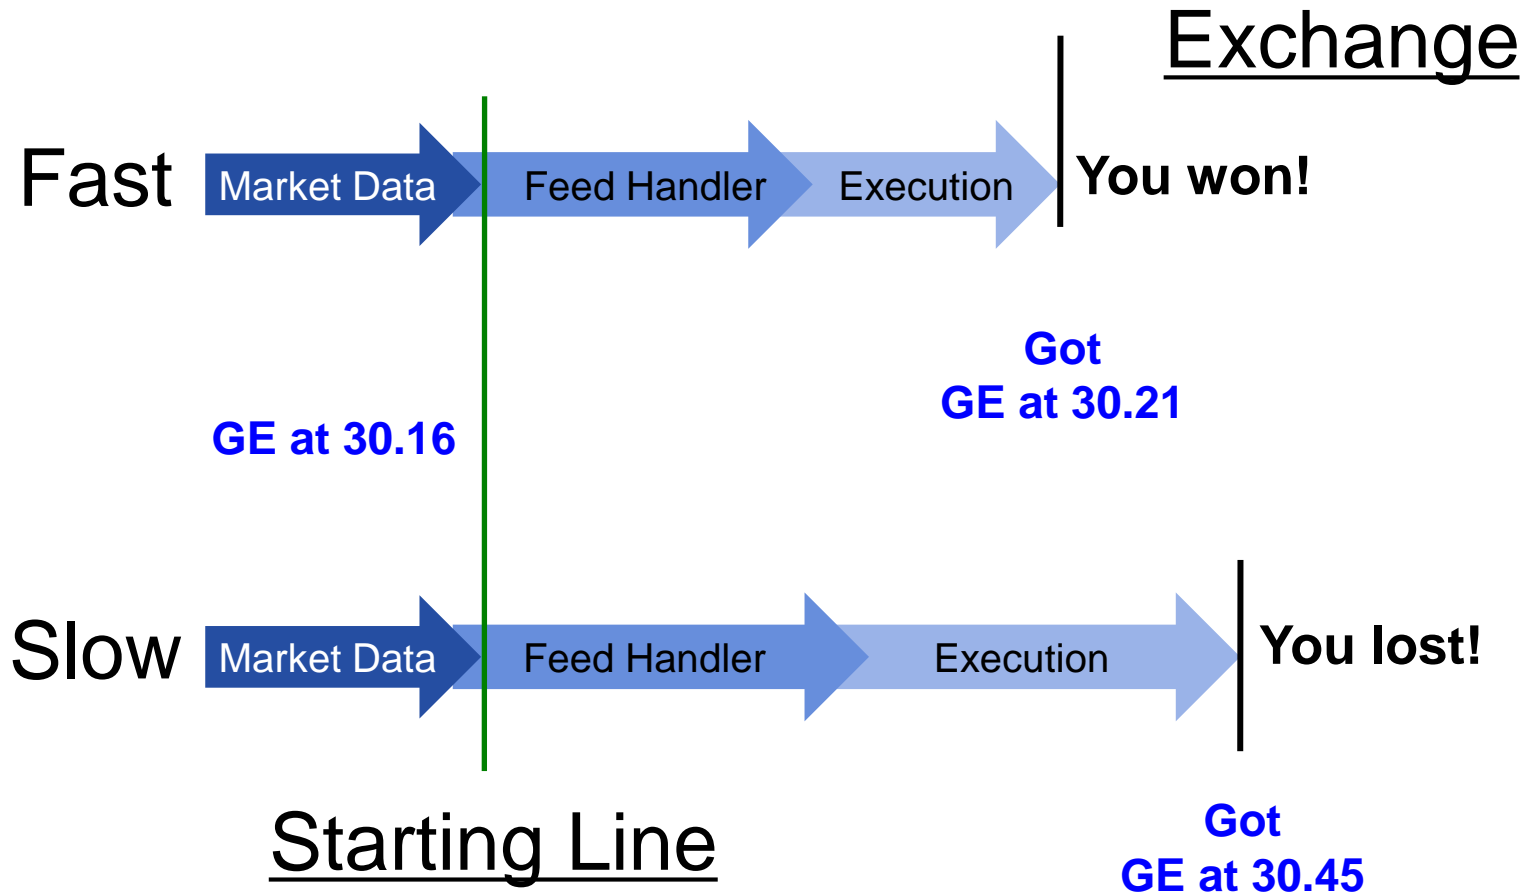 Exchange
Fast
Market Data
Feed Handler
Execution
You won!
Got
GE at 30.21
GE at 30.16
Slow
Market Data
Feed Handler
Execution
You lost!
Starting Line
Got
GE at 30.45